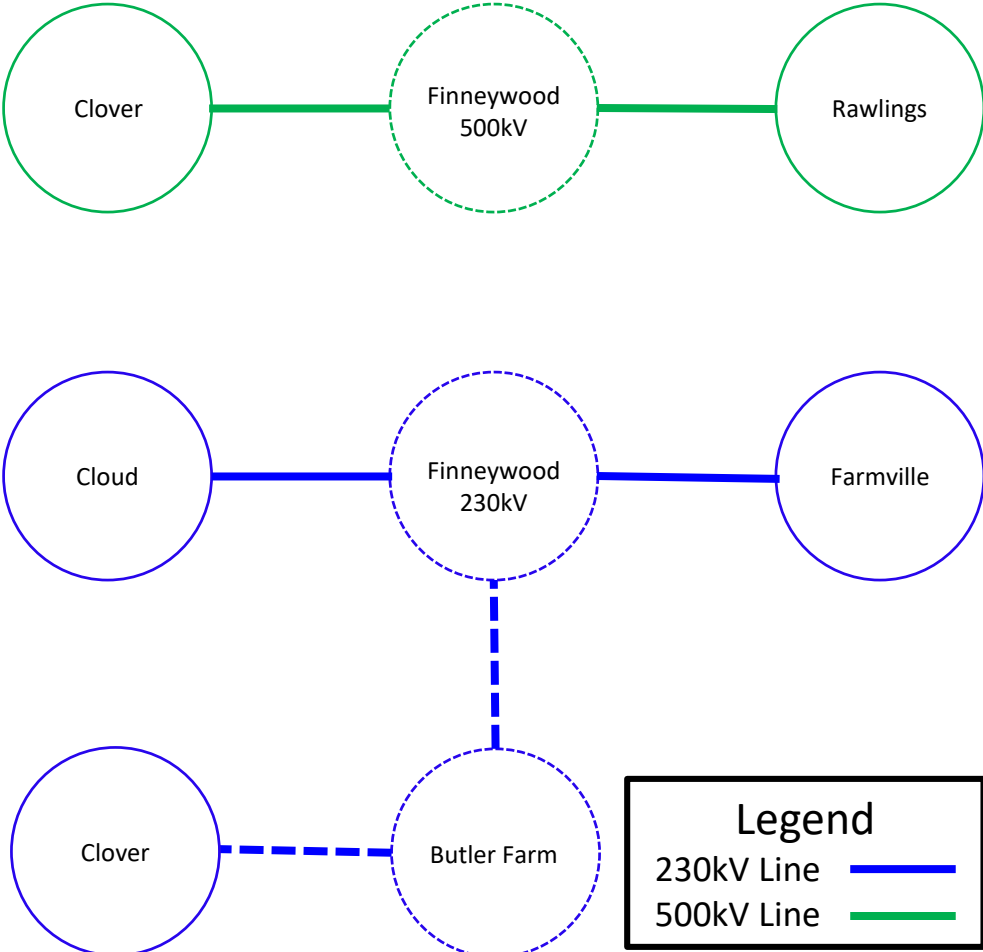 Clover
Finneywood
500kV
Rawlings
Cloud
Finneywood
230kV
Farmville
Clover
Butler Farm
Legend
230kV Line
500kV Line